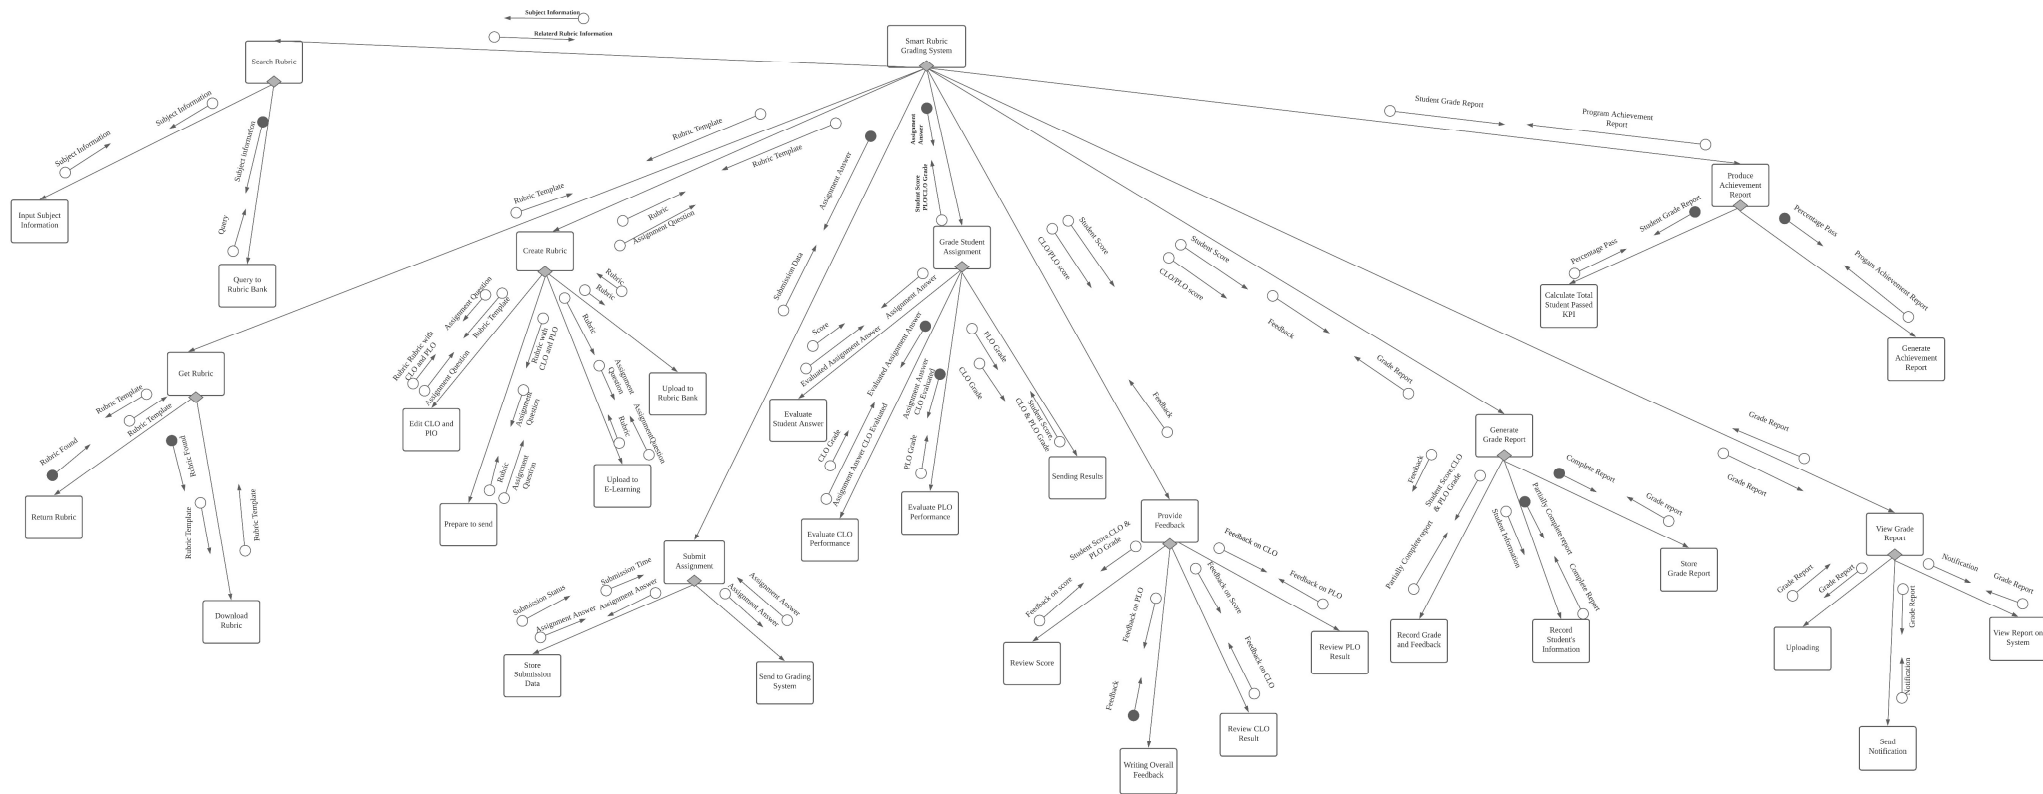 Subject Information
Relaterd Rubric Information
Smart Rubric
Grading System
Search Rubric
Subject Information
Subject Information
Subject information
Query
Input Subject
Information
Query to
Rubric Bank
Rubric Template
Rubric Template
Rubric Template
Rubric
Assignment Question
Create Rubric
Assignment Answer
Submission Data
Assignment
Answer
Student Score
PLO/CLO Grade
Grade Student
Assignment
CLO/PLO score
Student Score
Student Score
CLO/PLO score
Feedback
Grade Report
Feedback
Student Grade Report
Program Achievement
Report
Produce
Achievement
Report
Student Grade Report
Percentage Pass
Percentage Pass
Progam Achievement Report
Calculate Total
Student Passed
KPI
Generate
Achievement
Report
Get Rubric
Rubric Template
Rubric Template
Rubric Found
Rubric Found
Rubric Template
Rubric Template
Return Rubric
Download
Rubric
Assignment Question
Rubric Template
CLO and PLO
Assignment Question
Edit CLO and
Rubric with
CLO and PLO
Assignment
Question
Rubric
Assignment
Question
Prepare to send
Rubric
Assignment
Question
Rubric
AssignmentQuestion
Upload to
E-Learning
Rubric
Rubric
Upload to
Rubric Bank
Assignment Answer
Score
Evaluated Assignment Answer
Evaluate
Student Answer
Evaluated Assignment Answer
CLO Grade
Assignment Answer CLO Evaluated
Evaluate CLO
Performance
Assignment Answer
CLO Evaluated
PLO Grade
Evaluate PLO
Performance
PLO Grade
CLO Grade
Student Score,
CLO & PLO Grade
Sending Results
Submit
Assignment
Submission Status
Submission Time
Assignment Answer
Assignment Answer
Assignment Answer
Assignment Answer
Store
Submission
Data
Send to Grading
System
Provide
Feedback
Student Score,CLO &
PLO Grade
Feedback on score
Feedback on PLO
Feedback
Feedback on Score
Feedback on CLO
Feedback on CLO
Feedback on PLO
Review Score
Writing Overall
Feedback
Review CLO
Result
Review PLO
Result
Generate
Grade Report
Feedback
Student Score,CLO
& PLO Grade
Partially Complete report
Student Information
Partially Complete report
Complete Report
Complete Report
Grade report
Record Grade
and Feedback
Record
Student's
Information
Store
Grade Report
Grade Report
Grade Report
View Grade
Report
Grade Report
Grade Report
Grade Report
Notification
Notification
Grade Report
Uploading
Send
Notification
View Report on
System